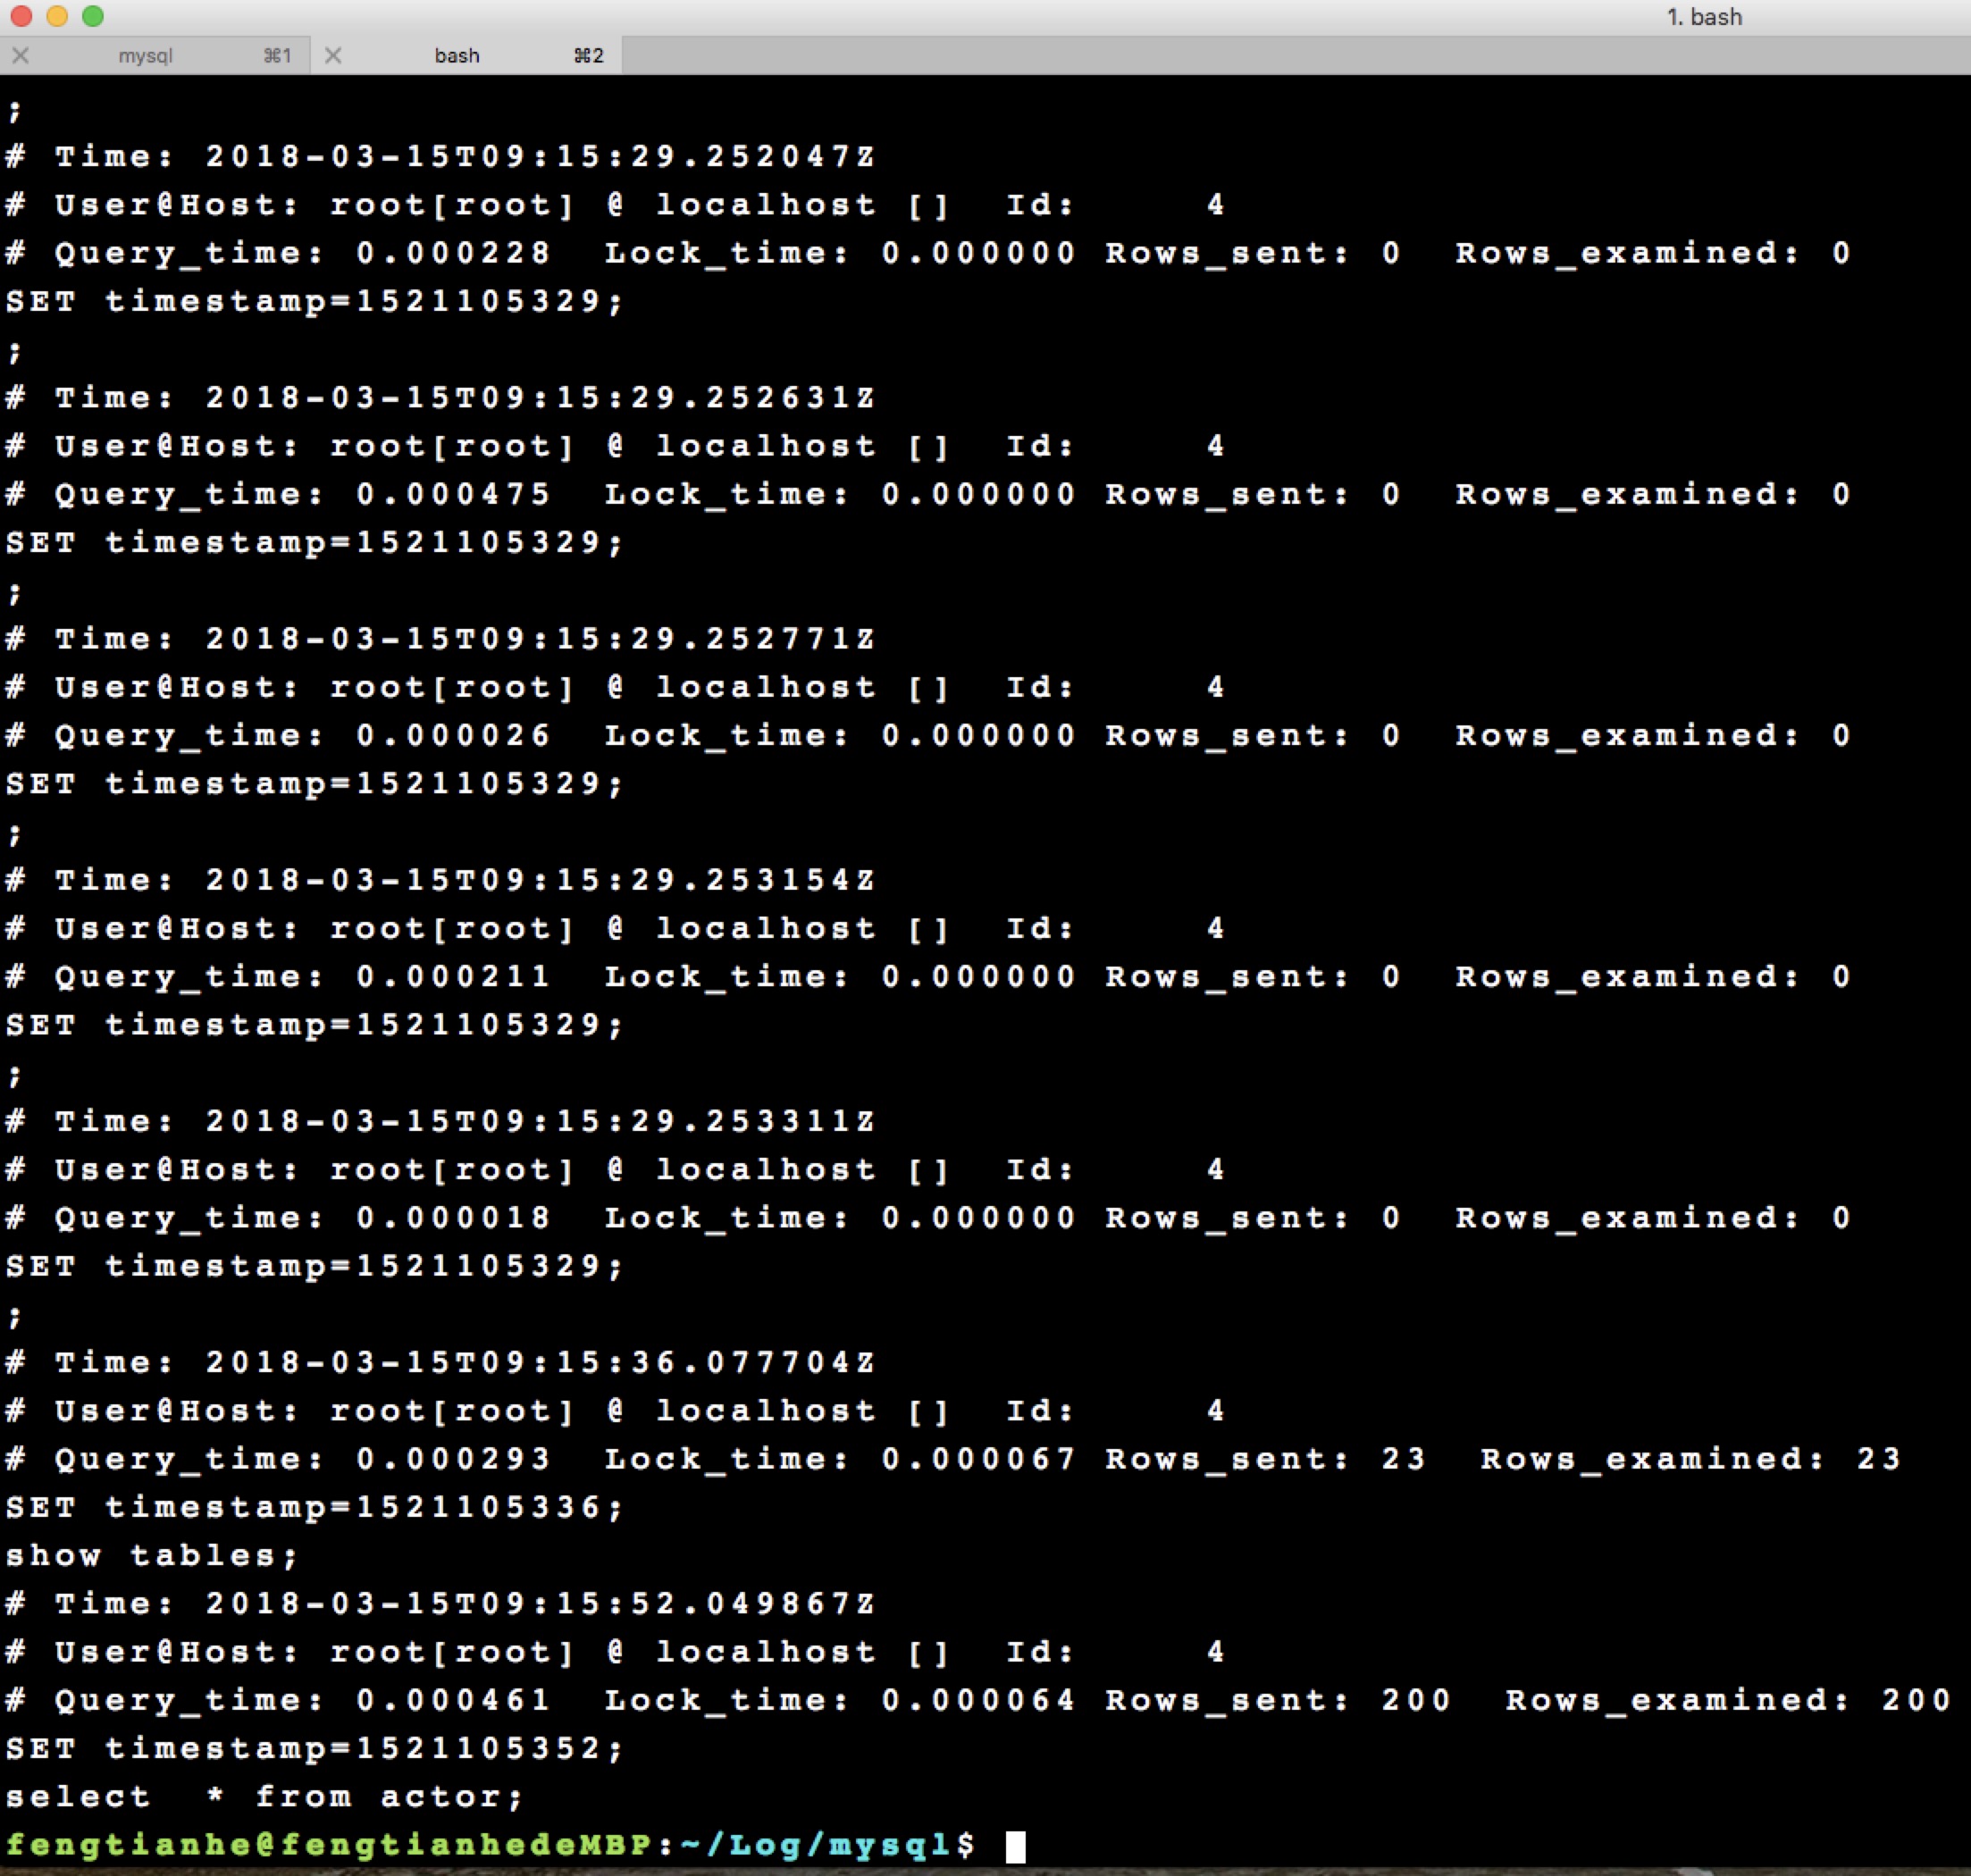 1. bash
mysql ⌘1 bash ⌘2
;
# Time: 2018-03-15T09:15:29.252047Z
# User@Host: root[root] @ localhost []  Id:     4
# Query_time: 0.000228  Lock_time: 0.000000 Rows_sent: 0  Rows_examined: 0
SET timestamp=1521105329;
;
# Time: 2018-03-15T09:15:29.252631Z
# User@Host: root[root] @ localhost []  Id:     4
# Query_time: 0.000475  Lock_time: 0.000000 Rows_sent: 0  Rows_examined: 0
SET timestamp=1521105329;
;
# Time: 2018-03-15T09:15:29.252771Z
# User@Host: root[root] @ localhost []  Id:     4
# Query_time: 0.000026  Lock_time: 0.000000 Rows_sent: 0  Rows_examined: 0
SET timestamp=1521105329;
;
# Time: 2018-03-15T09:15:29.253154Z
# User@Host: root[root] @ localhost []  Id:     4
# Query_time: 0.000211  Lock_time: 0.000000 Rows_sent: 0  Rows_examined: 0
SET timestamp=1521105329;
;
# Time: 2018-03-15T09:15:29.253311Z
# User@Host: root[root] @ localhost []  Id:     4
# Query_time: 0.000018  Lock_time: 0.000000 Rows_sent: 0  Rows_examined: 0
SET timestamp=1521105329;
;
# Time: 2018-03-15T09:15:36.077704Z
# User@Host: root[root] @ localhost []  Id:     4
# Query_time: 0.000293  Lock_time: 0.000067 Rows_sent: 23  Rows_examined: 23
SET timestamp=1521105336;
show tables;
# Time: 2018-03-15T09:15:52.049867Z
# User@Host: root[root] @ localhost []  Id:     4
# Query_time: 0.000461  Lock_time: 0.000064 Rows_sent: 200  Rows_examined: 200
SET timestamp=1521105352;
select  * from actor;
fengtianhe@fengtianhedeMBP:~/Log/mysql$